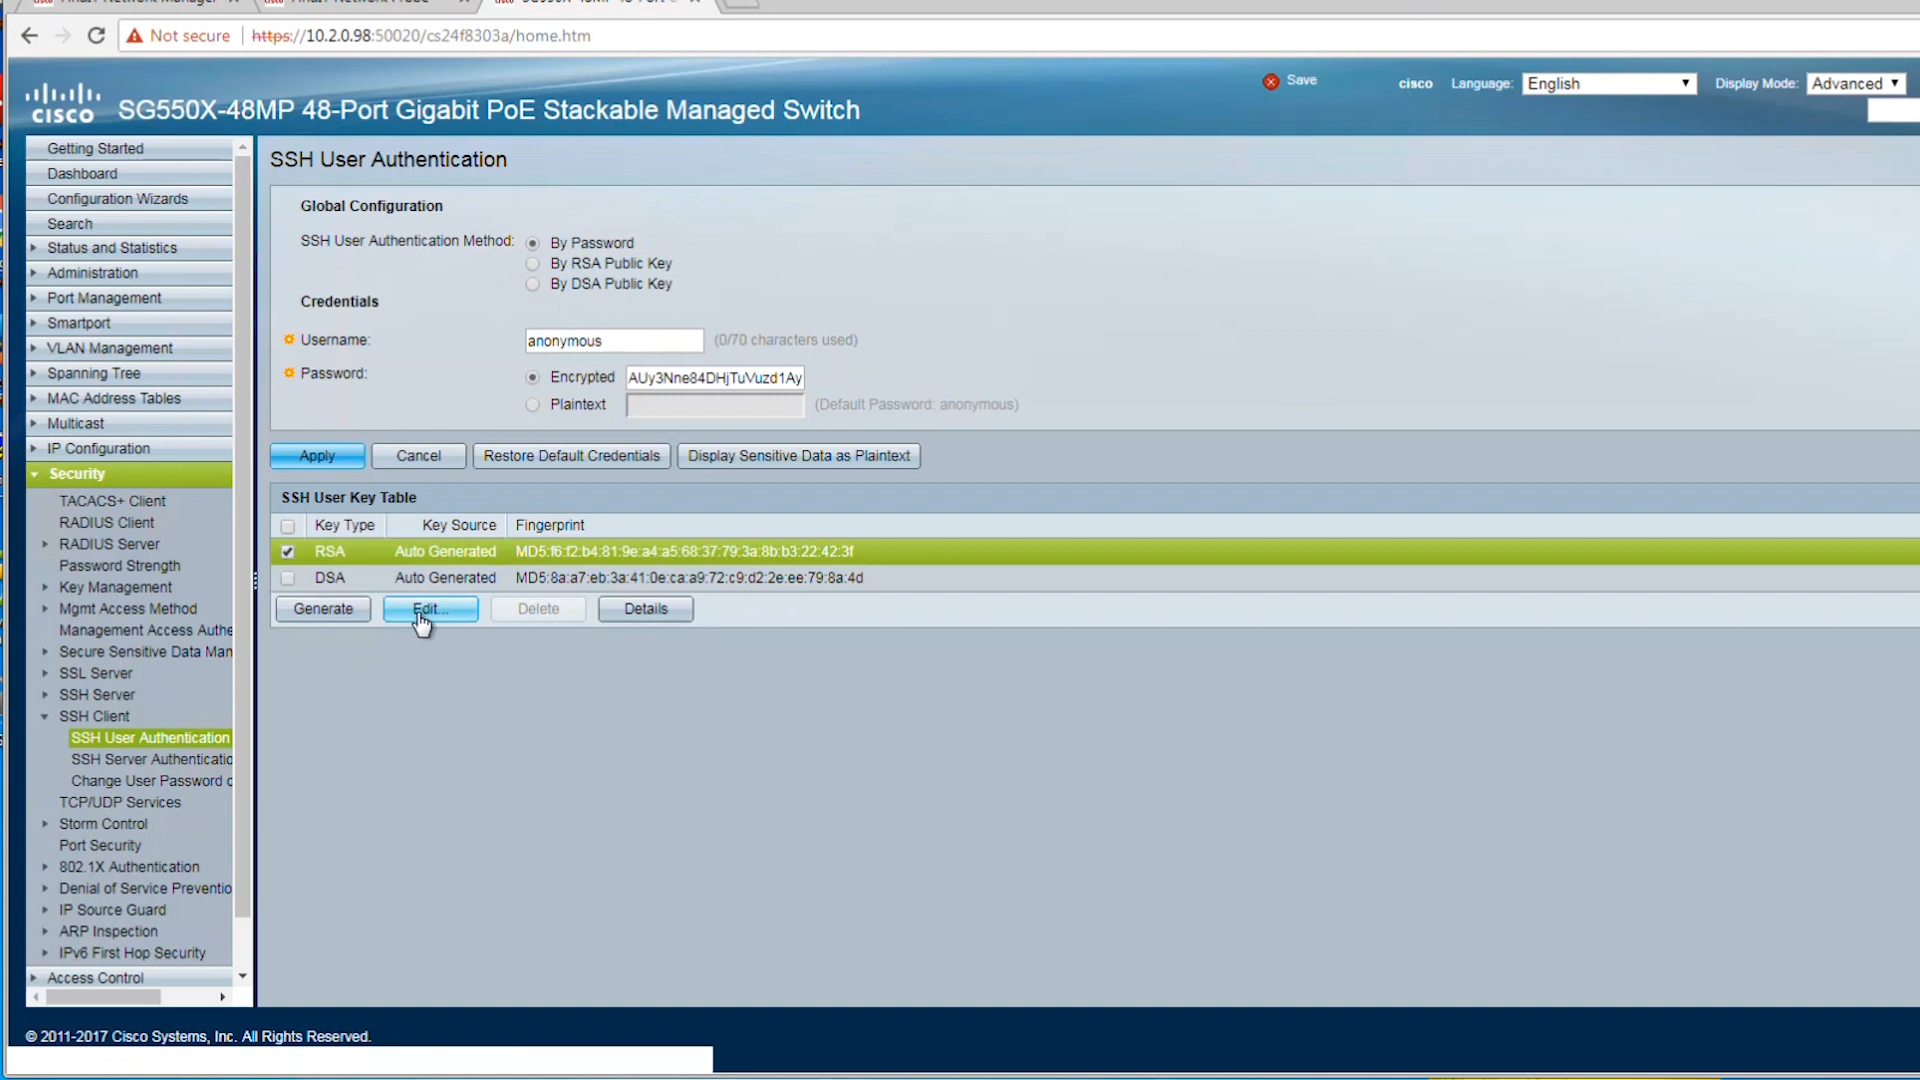 Not secure https://10.2.0.98:50020/cs24f8303a/home.htm
cisco
SG550X-48MP 48-Port Gigabit PoE Stackable Managed Switch
Save
cisco Language: English Display Mode: Advanced
Getting Started
Dashboard
Configuration Wizards
Search
Status and Statistics
Administration
Port Management
Smartport
VLAN Management
Spanning Tree
MAC Address Tables
Multicast
IP Configuration
Security
TACACS+ Client
RADIUS Client
RADIUS Server
Password Strength
Key Management
Mgmt Access Method
Management Access Authe
Secure Sensitive Data Man
SSL Server
SSH Server
SSH Client
SSH User Authentication
SSH Server Authenticatio
Change User Password o
TCP/UDP Services
Storm Control
Port Security
802.1X Authentication
Denial of Service Preventio
IP Source Guard
ARP Inspection
IPv6 First Hop Security
Access Control
SSH User Authentication
Global Configuration
SSH User Authentication Method: By Password
By RSA Public Key
By DSA Public Key
Credentials
Username: anonymous (0/70 characters used)
Password: Encrypted AUy3Nne84DHjTuVuzd1Ay
Plaintext (Default Password: anonymous)
Apply Cancel Restore Default Credentials Display Sensitive Data as Plaintext
SSH User Key Table
Key Type Key Source Fingerprint
RSA Auto Generated MD5:f6:f2:b4:81:9e:a4:a5:68:37:79:3a:8b:b3:22:42:3f
DSA Auto Generated MD5:8a:a7:eb:3a:41:0e:ca:a9:72:c9:d2:2e:ee:79:8a:4d
Generate Edit... Delete Details
© 2011-2017 Cisco Systems, Inc. All Rights Reserved.